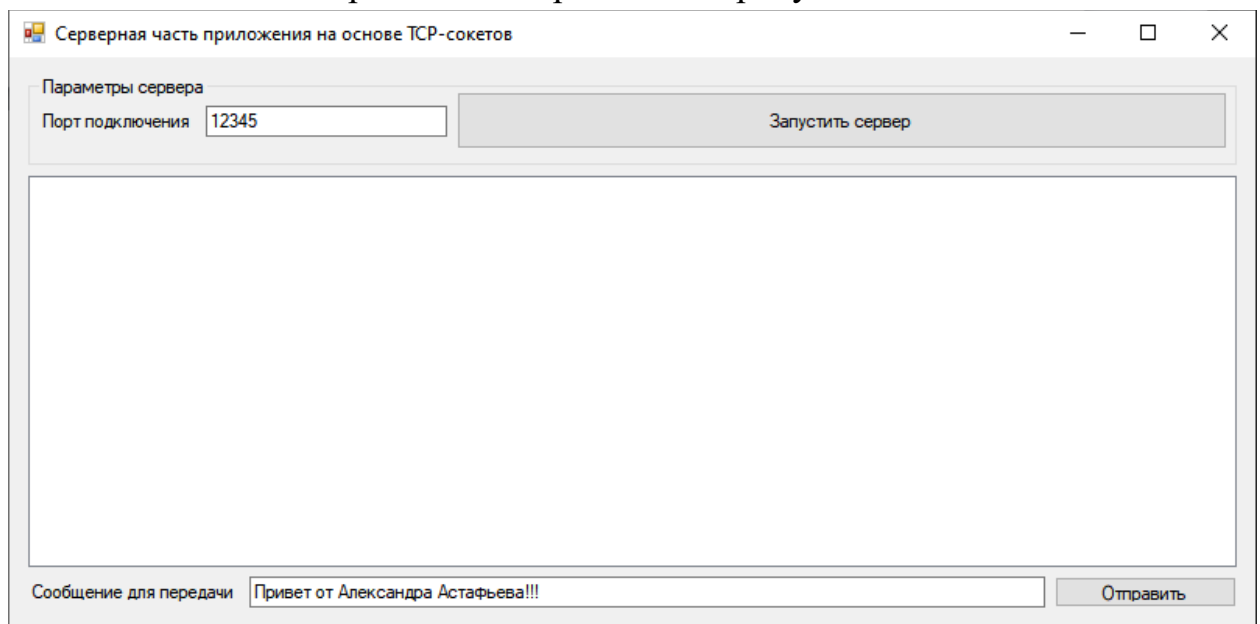 Серверная часть приложения на основе TCP-сокетов
Параметры сервера
Порт подключения 12345 Запустить сервер
Сообщение для передачи Привет от Александра Астафьева!!! Отправить